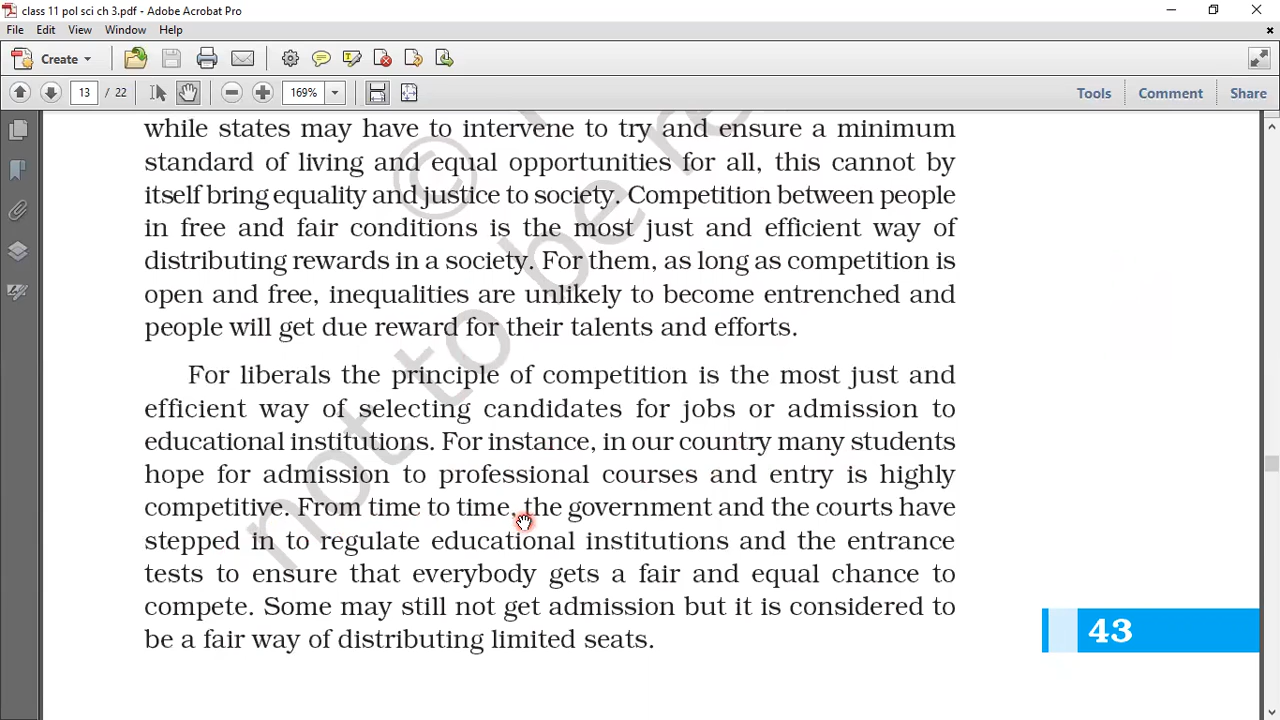 class 11 pol sci ch 3.pdf - Adobe Acrobat Pro
File Edit View Window Help
Create
13 / 22 169% Tools Comment Share
while states may have to intervene to try and ensure a minimum
standard of living and equal opportunities for all, this cannot by
itself bring equality and justice to society. Competition between people
in free and fair conditions is the most just and efficient way of
distributing rewards in a society. For them, as long as competition is
open and free, inequalities are unlikely to become entrenched and
people will get due reward for their talents and efforts.
For liberals the principle of competition is the most just and
efficient way of selecting candidates for jobs or admission to
educational institutions. For instance, in our country many students
hope for admission to professional courses and entry is highly
competitive. From time to time, the government and the courts have
stepped in to regulate educational institutions and the entrance
tests to ensure that everybody gets a fair and equal chance to
compete. Some may still not get admission but it is considered to
be a fair way of distributing limited seats.
43
©
not to be re